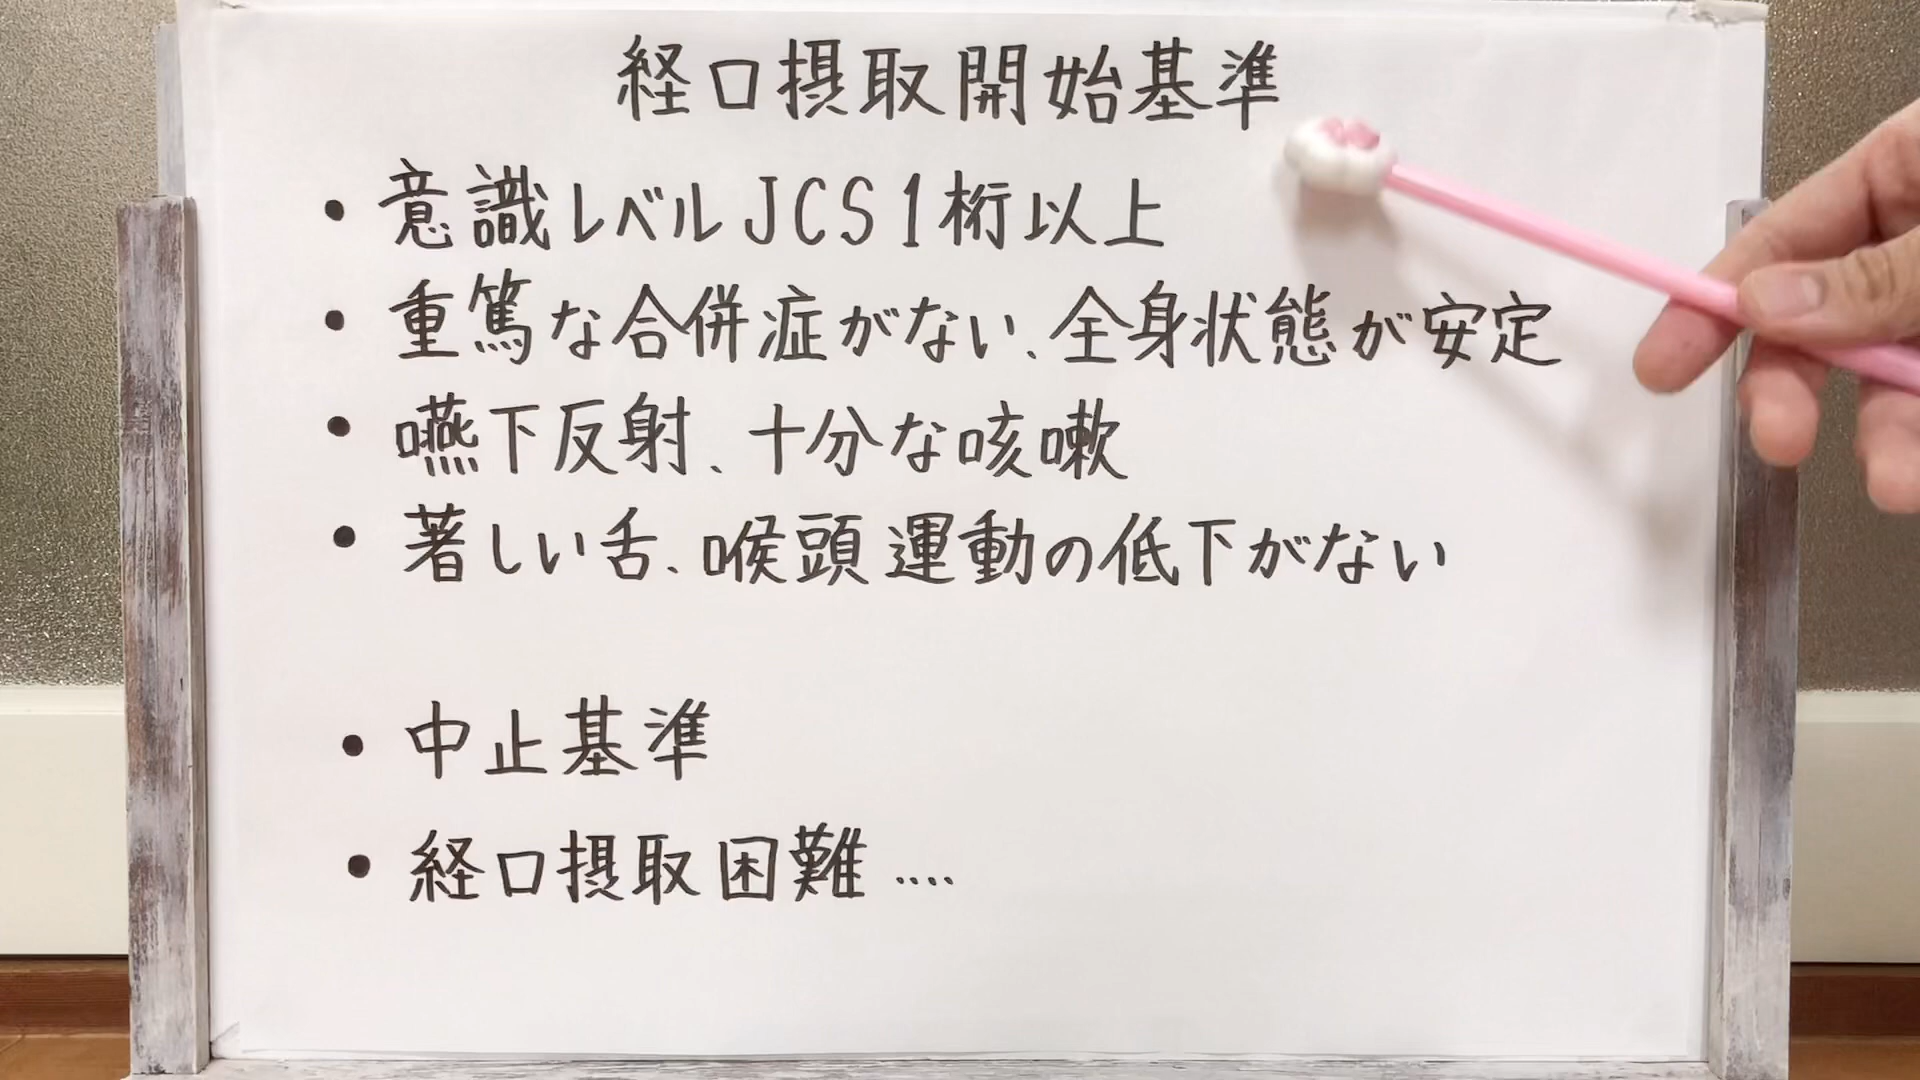 経口摂取開始基準
・意識レベルJCS1桁以上
・重篤な合併症がない、全身状態が安定
・嚥下反射、十分な咳嗽
・著しい舌、喉頭運動の低下がない
・中止基準
・経口摂取困難 ....